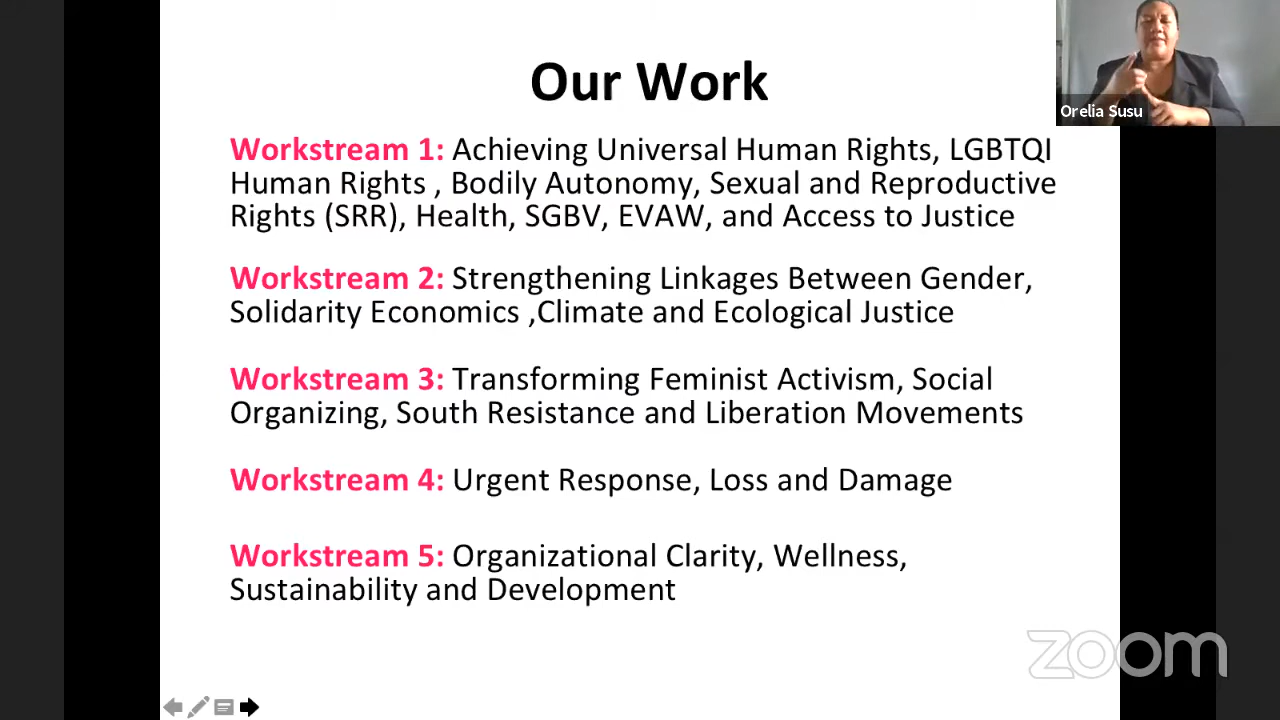 Our Work
Orelia Susu
Workstream 1: Achieving Universal Human Rights, LGBTQI
Human Rights , Bodily Autonomy, Sexual and Reproductive
Rights (SRR), Health, SGBV, EVAW, and Access to Justice
Workstream 2: Strengthening Linkages Between Gender,
Solidarity Economics ,Climate and Ecological Justice
Workstream 3: Transforming Feminist Activism, Social
Organizing, South Resistance and Liberation Movements
Workstream 4: Urgent Response, Loss and Damage
Workstream 5: Organizational Clarity, Wellness,
Sustainability and Development
zoom